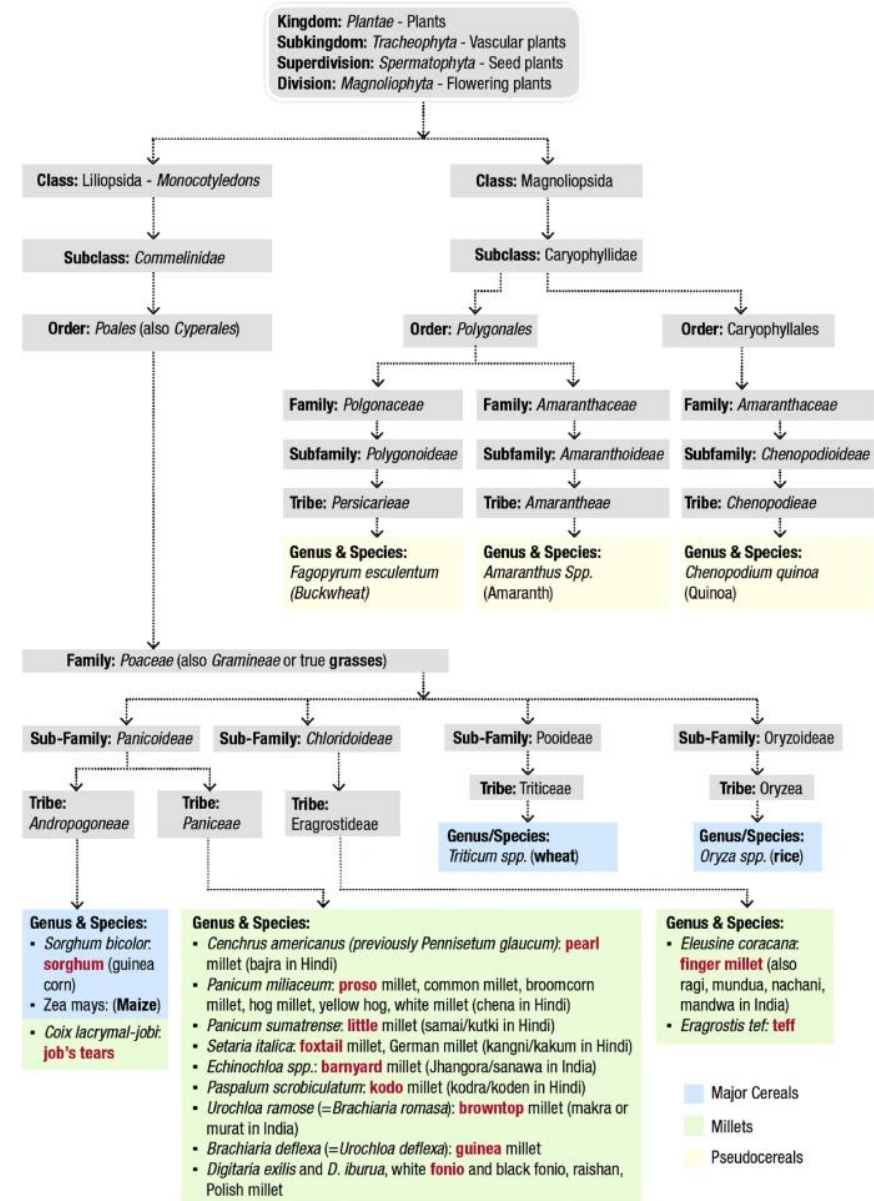 Kingdom: Plantae - Plants
Subkingdom: Tracheophyta - Vascular plants
Superdivision: Spermatophyta - Seed plants
Division: Magnoliophyta - Flowering plants
Class: Liliopsida - Monocotyledons
Class: Magnoliopsida
Subclass: Commelinidae
Subclass: Caryophyllidae
Order: Poales (also Cyperales)
Order: Polygonales
Order: Caryophyllales
Family: Polgonaceae
Family: Amaranthaceae
Family: Amaranthaceae
Subfamily: Polygonoideae
Subfamily: Amaranthoideae
Subfamily: Chenopodioideae
Tribe: Persicarieae
Tribe: Amarantheae
Tribe: Chenopodieae
Genus & Species:
Fagopyrum esculentum
(Buckwheat)
Genus & Species:
Amaranthus Spp.
(Amaranth)
Genus & Species:
Chenopodium quinoa
(Quinoa)
Family: Poaceae (also Gramineae or true grasses)
Sub-Family: Panicoideae
Sub-Family: Chloridoideae
Sub-Family: Pooideae
Sub-Family: Oryzoideae
Tribe:
Andropogoneae
Tribe:
Paniceae
Tribe:
Eragrostideae
Tribe: Triticeae
Tribe: Oryzea
Genus/Species:
Triticum spp. (wheat)
Genus/Species:
Oryza spp. (rice)
Genus & Species:
▪ Sorghum bicolor:
sorghum (guinea
corn)
▪ Zea mays: (Maize)
▪ Coix lacrymal-jobi:
job's tears
Genus & Species:
▪ Cenchrus americanus (previously Pennisetum glaucum): pearl
millet (bajra in Hindi)
▪ Panicum miliaceum: proso millet, common millet, broomcorn
millet, hog millet, yellow hog, white millet (chena in Hindi)
▪ Panicum sumatrense: little millet (samai/kutki in Hindi)
▪ Setaria italica: foxtail millet, German millet (kangni/kakum in Hindi)
▪ Echinochloa spp.: barnyard millet (Jhangora/sanawa in India)
▪ Paspalum scrobiculatum: kodo millet (kodra/koden in Hindi)
▪ Urochloa ramose (=Brachiaria romasa): browntop millet (makra or
murat in India)
▪ Brachiaria deflexa (=Urochloa deflexa): guinea millet
▪ Digitaria exilis and D. iburua, white fonio and black fonio, raishan,
Polish millet
Genus & Species:
▪ Eleusine coracana:
finger millet (also
ragi, mundua, nachani,
mandwa in India)
▪ Eragrostis tef: teff
Major Cereals
Millets
Pseudocereals